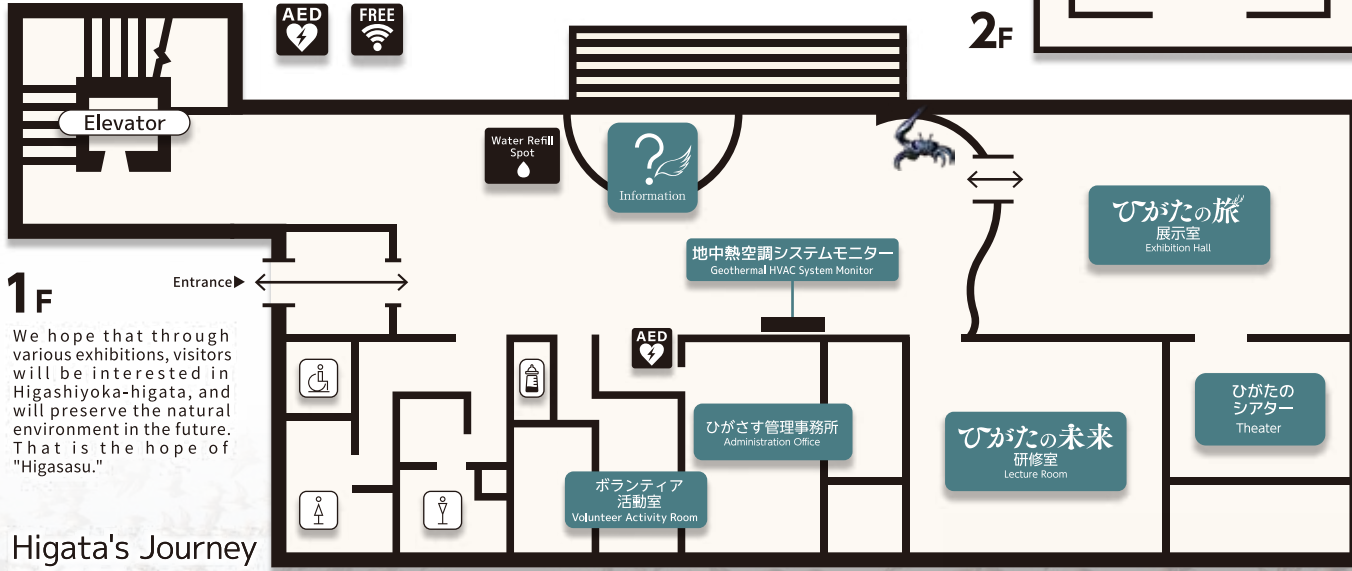 AED
FREE
2F
Elevator
Water Refill
Spot
?
Information
ひがたの旅
展示室
Exhibition Hall
地中熱空調システムモニター
Geothermal HVAC System Monitor
Entrance▶
1F
We hope that through
various exhibitions, visitors
will be interested in
Higashiyoka-higata, and
will preserve the natural
environment in the future.
That is the hope of
"Higasasu."
AED
ひがたの
シアター
Theater
ひがさす管理事務所
Administration Office
ひがたの未来
研修室
Lecture Room
ボランティア
活動室
Volunteer Activity Room
Higata's Journey